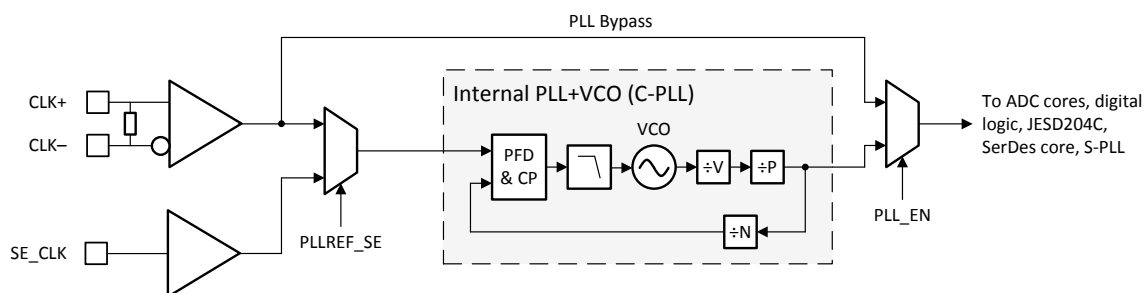 PLL Bypass
CLK+
CLK–
SE_CLK
PLLREF_SE
Internal PLL+VCO (C-PLL)
VCO
PFD
& CP
÷V
÷P
÷N
PLL_EN
To ADC cores, digital
logic, JESD204C,
SerDes core, S-PLL